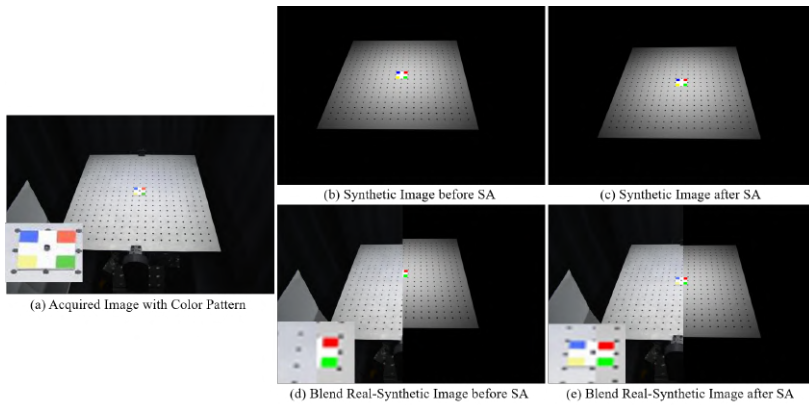 (b) Synthetic Image before SA
(c) Synthetic Image after SA
(a) Acquired Image with Color Pattern
(d) Blend Real-Synthetic Image before SA
(e) Blend Real-Synthetic Image after SA